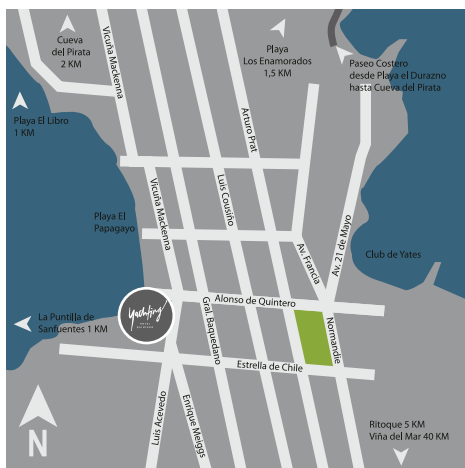 Cueva
del Pirata
2 KM
Vicuña Mackenna
Playa
Los Enamorados
1,5 KM
Paseo Costero
desde Playa el Durazno
hasta Cueva del Pirata
Playa El Libro
1 KM
Arturo Prat
Vicuña Mackenna
Luis Cousiño
Playa El
Papagayo
Av. Francia
Av. 21 de Mayo
Club de Yates
Alonso de Quintero
La Puntilla de
Sanfuentes 1 KM
Yachting
Gral. Baquedano
Normandie
Estrella de Chile
Luis Acevedo
Enrique Meiggs
Ritoque 5 KM
Viña del Mar 40 KM
N